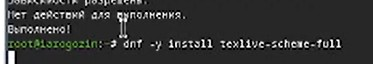 Зависимости разрешены.
Нет действий для выполнения.
Выполнено!
root@iarogozin:~# dnf -y install texlive-scheme-full